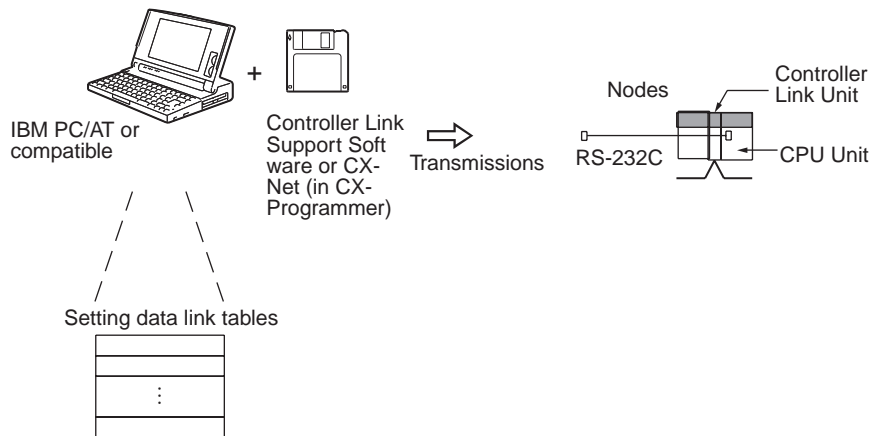 +
IBM PC/AT or
compatible
Controller Link
Support Soft
ware or CX-
Net (in CX-
Programmer)
Transmissions
Nodes
RS-232C
Controller
Link Unit
CPU Unit
Setting data link tables